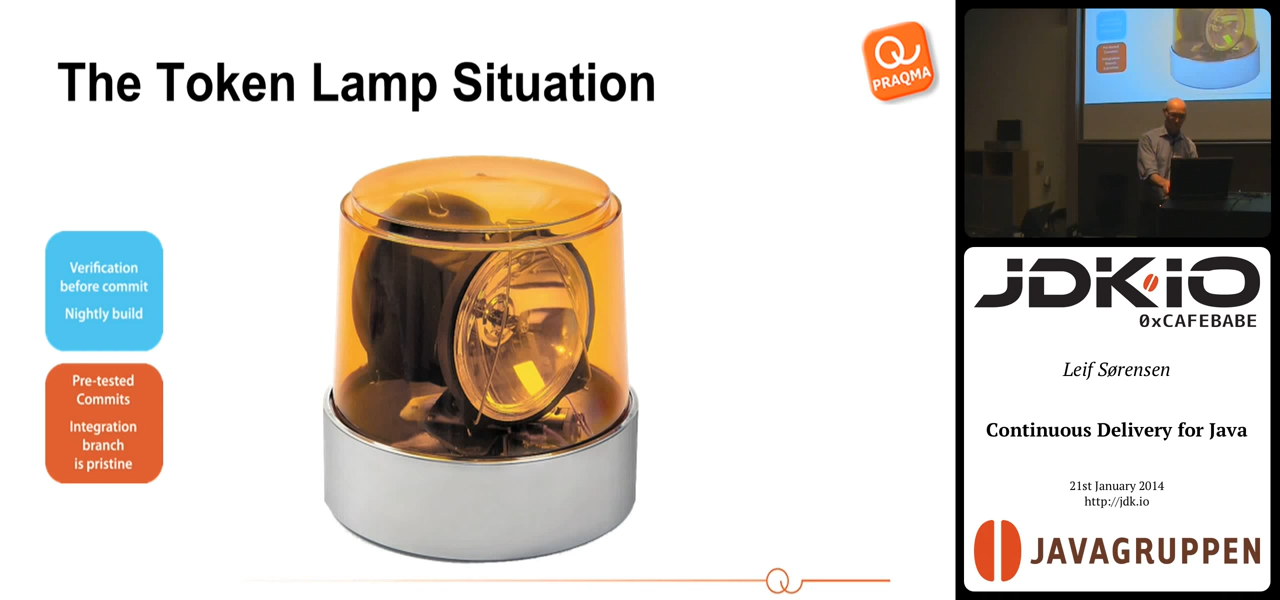 The Token Lamp Situation
PRAQMA
Verification
before commit
Nightly build
Pre-tested
Commits
Integration
branch
is pristine
JDK.iO
0xCAFEBABE
Leif Sørensen
Continuous Delivery for Java
21st January 2014
http://jdk.io
JAVAGRUPPEN